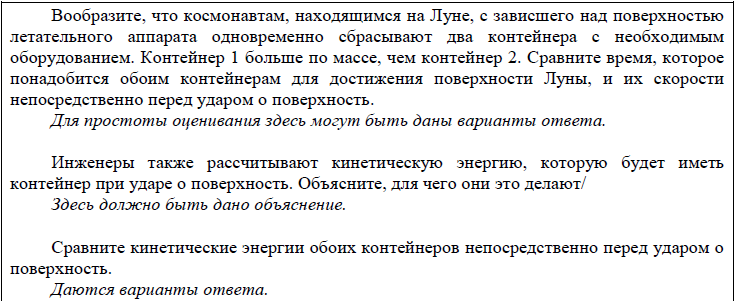 Вообразите, что космонавтам, находящимся на Луне, с зависшего над поверхностью
летательного аппарата одновременно сбрасывают два контейнера с необходимым
оборудованием. Контейнер 1 больше по массе, чем контейнер 2. Сравните время, которое
понадобится обоим контейнерам для достижения поверхности Луны, и их скорости
непосредственно перед ударом о поверхность.
Для простоты оценивания здесь могут быть даны варианты ответа.
Инженеры также рассчитывают кинетическую энергию, которую будет иметь
контейнер при ударе о поверхность. Объясните, для чего они это делают/
Здесь должно быть дано объяснение.
Сравните кинетические энергии обоих контейнеров непосредственно перед ударом о
поверхность.
Даются варианты ответа.